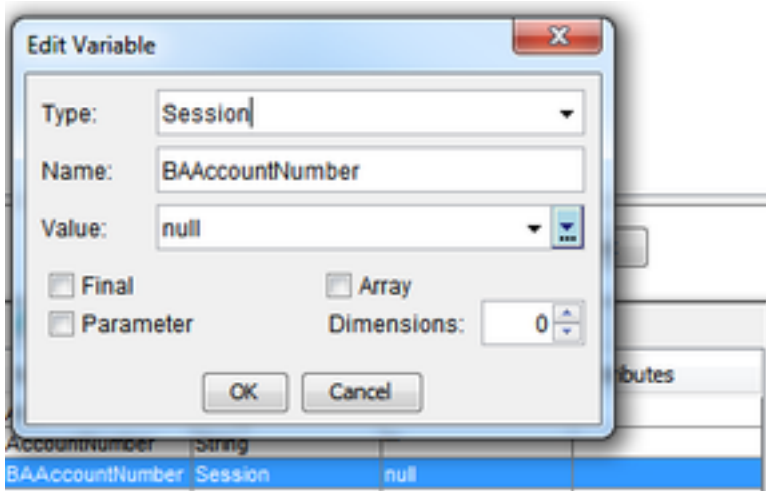 Edit Variable
Type: Session
Name: BAAccountNumber
Value: null
Final Array
Parameter Dimensions: 0
OK Cancel
AccountNumber String
BAAccountNumber Session null